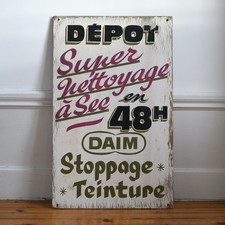 DÉPOT
Super
nettoyage
à Sec en
48H
DAIM
Stoppage
Teinture